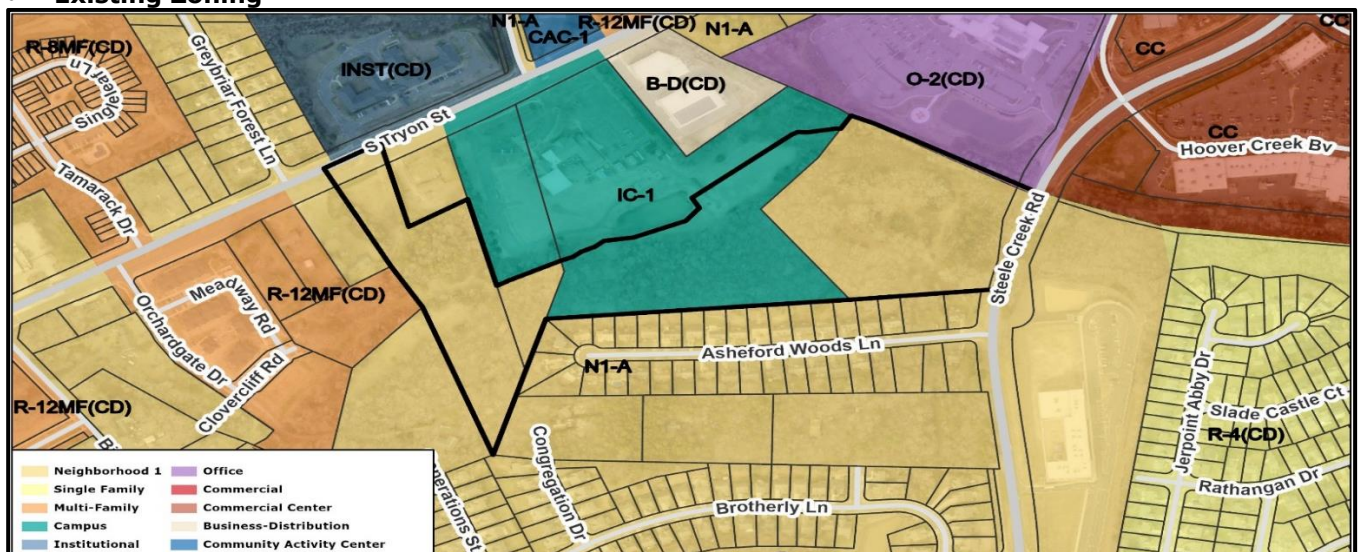 Existing Zoning
N1-A
R-12MF(CD)
N1-A
CC
CC
R-8MF(CD)
Greybriar Forest Ln
CAC-1
INST(CD)
B-D(CD)
O-2(CD)
Singleleaf Ln
CC
Hoover Creek Bv
S Tryon St
Tamarack Dr
IC-1
Steele Creek Rd
Meadway Rd
R-12MF(CD)
Orchardgate Dr
Asheford Woods Ln
Jerpoint Abby Dr
N1-A
Clovercliff Rd
Slade Castle Ct
R-12MF(CD)
R-4(CD)
Congregation Dr
Rathangan Dr
Brotherly Ln
Neighborhood 1
Office
Single Family
Commercial
Multi-Family
Commercial Center
Campus
Business-Distribution
Institutional
Community Activity Center